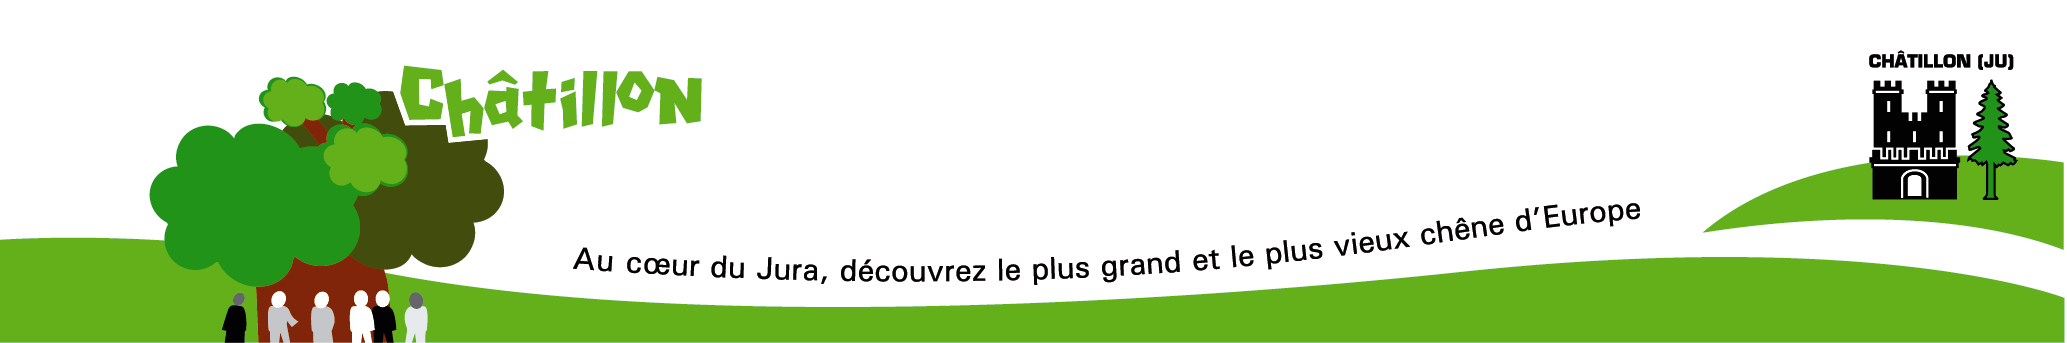 Châtillon
CHÂTILLON (JU)
Au cœur du Jura, découvrez le plus grand et le plus vieux chêne d’Europe